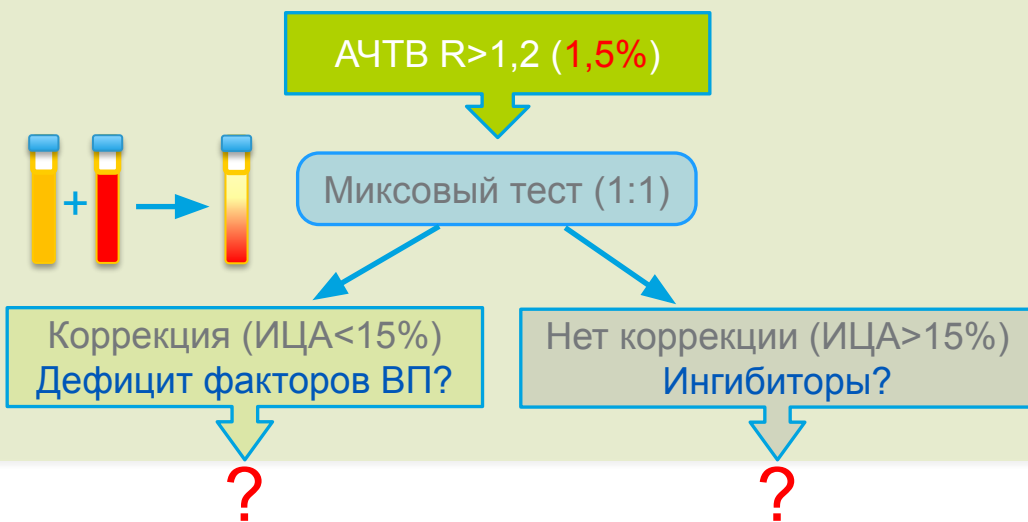 АЧТВ R>1,2 (1,5%)
+
Миксовый тест (1:1)
Коррекция (ИЦА<15%)
Дефицит факторов ВП?
Нет коррекции (ИЦА>15%)
Ингибиторы?
?
?